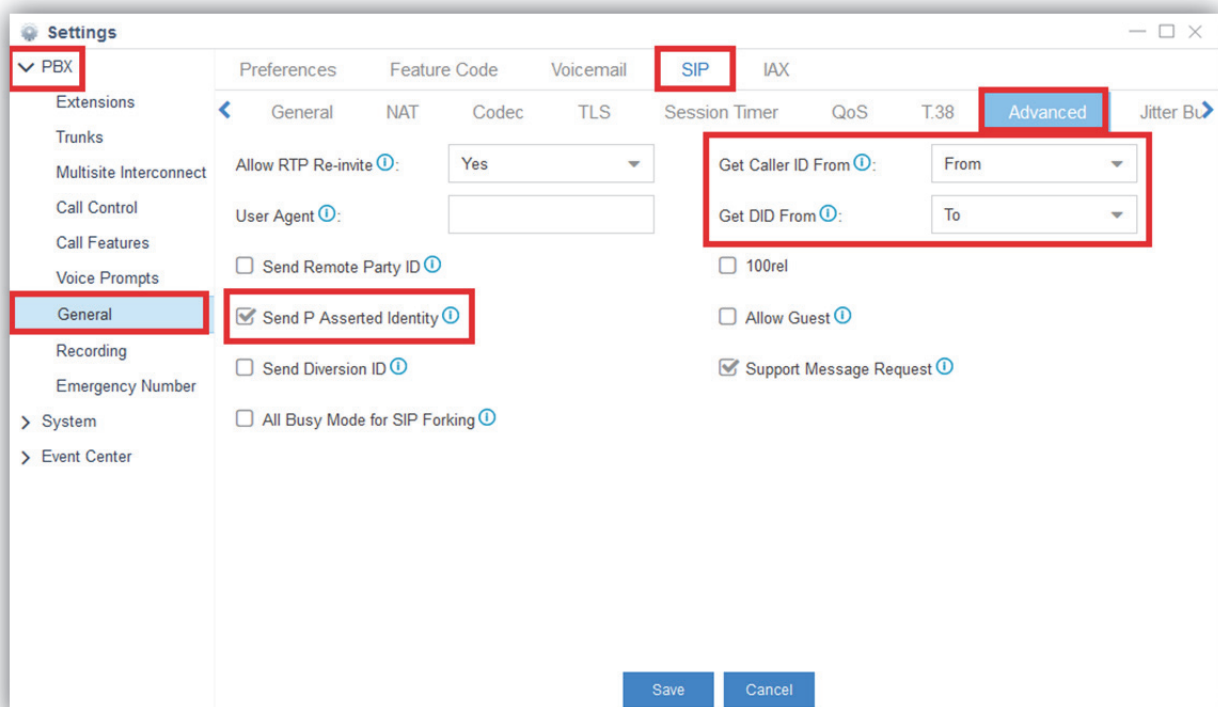 Settings
PBX
Preferences Feature Code Voicemail SIP IAX
Extensions
General NAT Codec TLS Session Timer QoS T.38 Advanced Jitter Bu
Trunks
Multisite Interconnect
Allow RTP Re-invite : Yes Get Caller ID From : From
Call Control
User Agent : Get DID From : To
Call Features
Voice Prompts
Send Remote Party ID 100rel
General
Send P Asserted Identity Allow Guest
Recording
Send Diversion ID Support Message Request
Emergency Number
System
All Busy Mode for SIP Forking
Event Center
Save Cancel